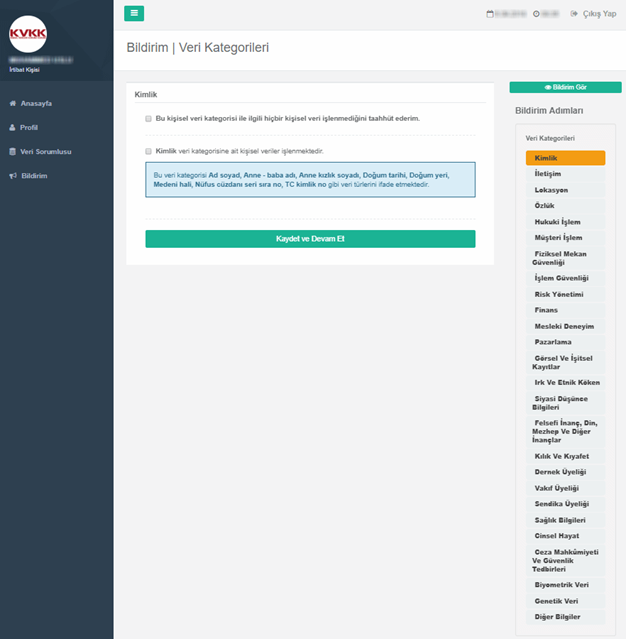 KVKK
İrtibat Kişisi
Anasayfa
Profil
Veri Sorumlusu
Bildirim
Çıkış Yap
Bildirim | Veri Kategorileri
Kimlik
Bu kişisel veri kategorisi ile ilgili hiçbir kişisel veri işlenmediğini taahhüt ederim.
Kimlik veri kategorisine ait kişisel veriler işlenmektedir.
Bu veri kategorisi Ad soyad, Anne - baba adı, Anne kızlık soyadı, Doğum tarihi, Doğum yeri,
Medeni hali, Nüfus cüzdanı seri sıra no, TC kimlik no gibi veri türlerini ifade etmektedir.
Kaydet ve Devam Et
Bildirim Gör
Bildirim Adımları
Veri Kategorileri
Kimlik
İletişim
Lokasyon
Özlük
Hukuki İşlem
Müşteri İşlem
Fiziksel Mekan
Güvenliği
İşlem Güvenliği
Risk Yönetimi
Finans
Mesleki Deneyim
Pazarlama
Görsel Ve İşitsel
Kayıtlar
Irk Ve Etnik Köken
Siyasi Düşünce
Bilgileri
Felsefi İnanç, Din,
Mezhep Ve Diğer
İnançlar
Kılık Ve Kıyafet
Dernek Üyeliği
Vakıf Üyeliği
Sendika Üyeliği
Sağlık Bilgileri
Cinsel Hayat
Ceza Mahkûmiyeti
Ve Güvenlik
Tedbirleri
Biyometrik Veri
Genetik Veri
Diğer Bilgiler